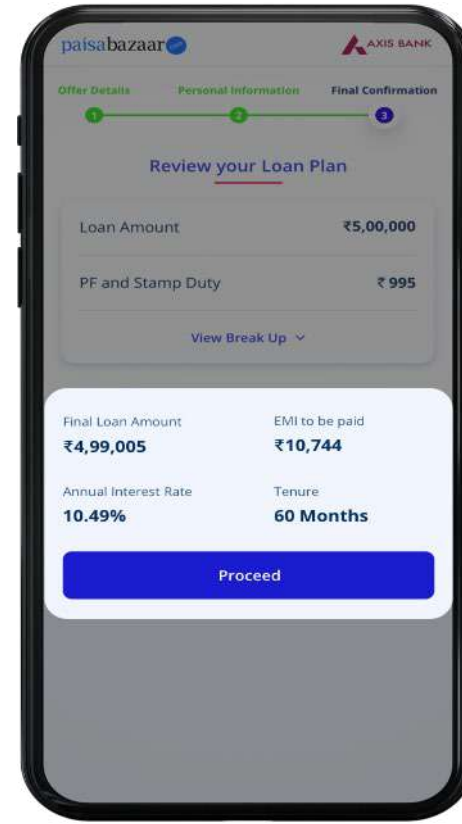 paisabazaar AXIS BANK
Offer Details Personal Information Final Confirmation
1 2 3
Review your Loan Plan
Loan Amount ₹5,00,000
PF and Stamp Duty ₹ 995
View Break Up
Final Loan Amount EMI to be paid
₹4,99,005 ₹10,744
Annual Interest Rate Tenure
10.49% 60 Months
Proceed